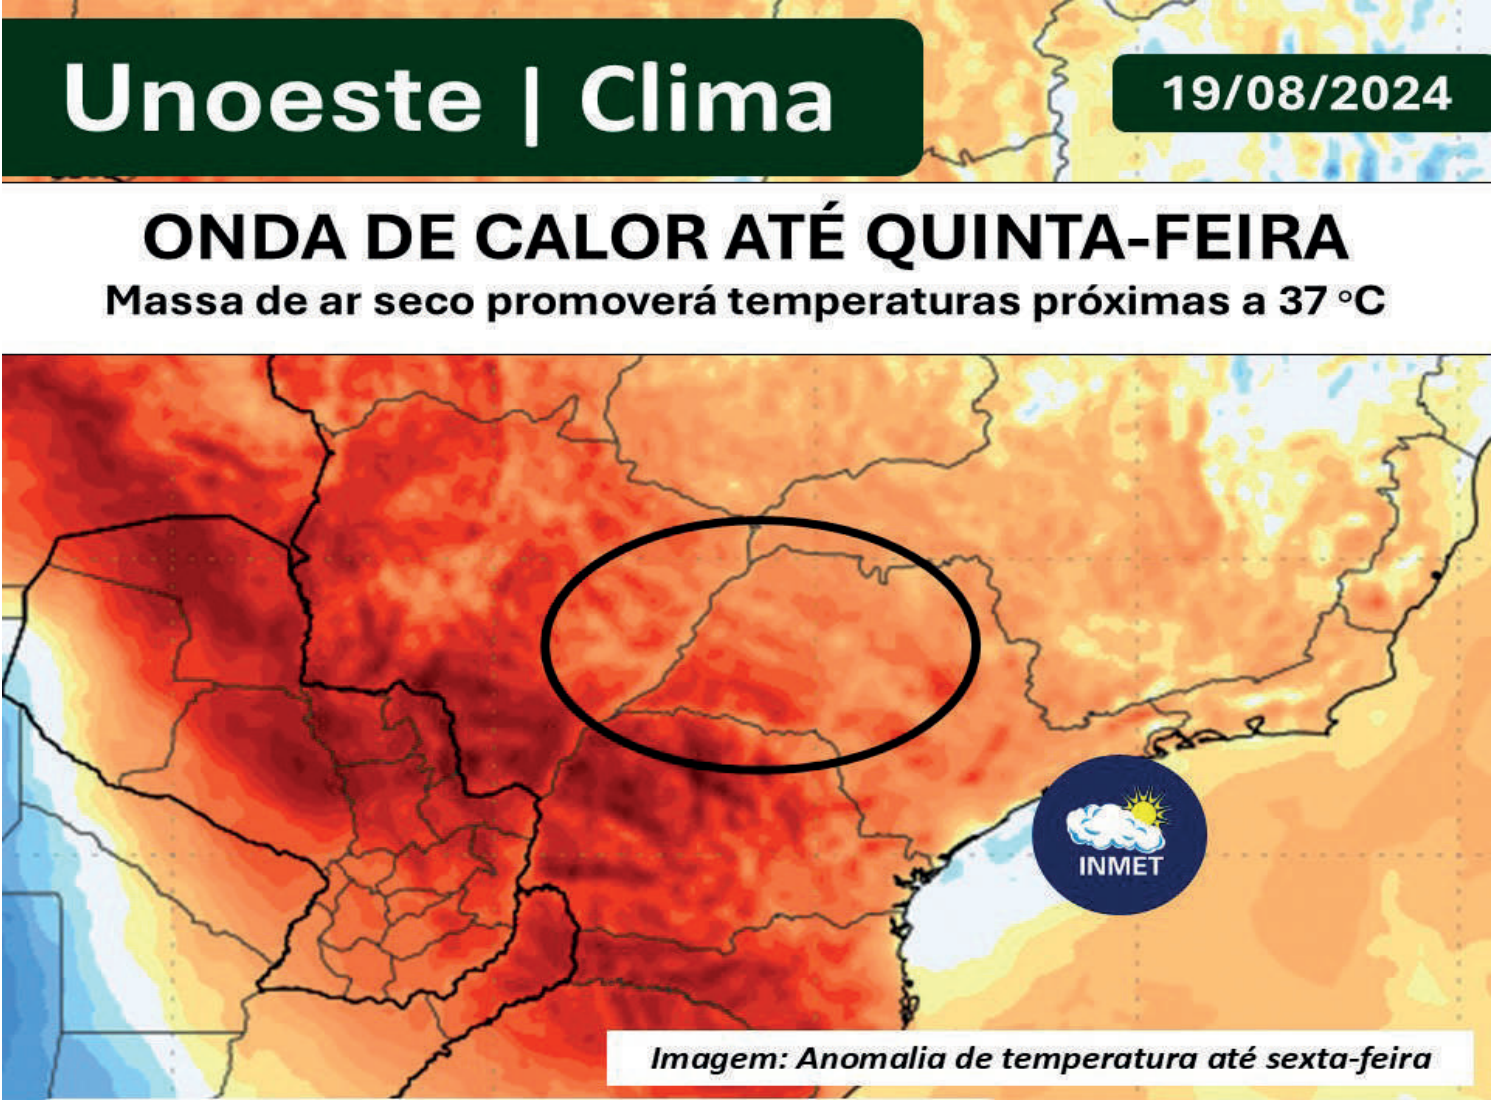 Unoeste | Clima
19/08/2024
ONDA DE CALOR ATÉ QUINTA-FEIRA
Massa de ar seco promoverá temperaturas próximas a 37 °C
INMET
Imagem: Anomalia de temperatura até sexta-feira